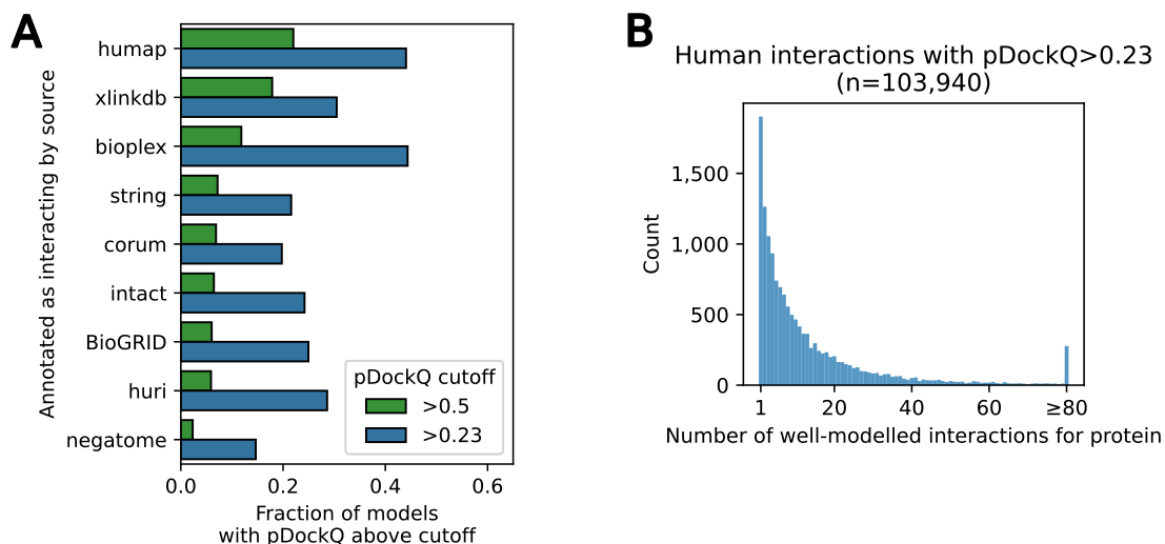 A
Annotated as interacting by source
humap
xlinkdb
bioplex
string
corum
intact
BioGRID
huri
negatome
pDockQ cutoff
>0.5
>0.23
0.0 0.2 0.4 0.6
Fraction of models
with pDockQ above cutoff
B
Human interactions with pDockQ>0.23
(n=103,940)
Count
1,500
1,000
500
0
1 20 40 60 ≥80
Number of well-modelled interactions for protein